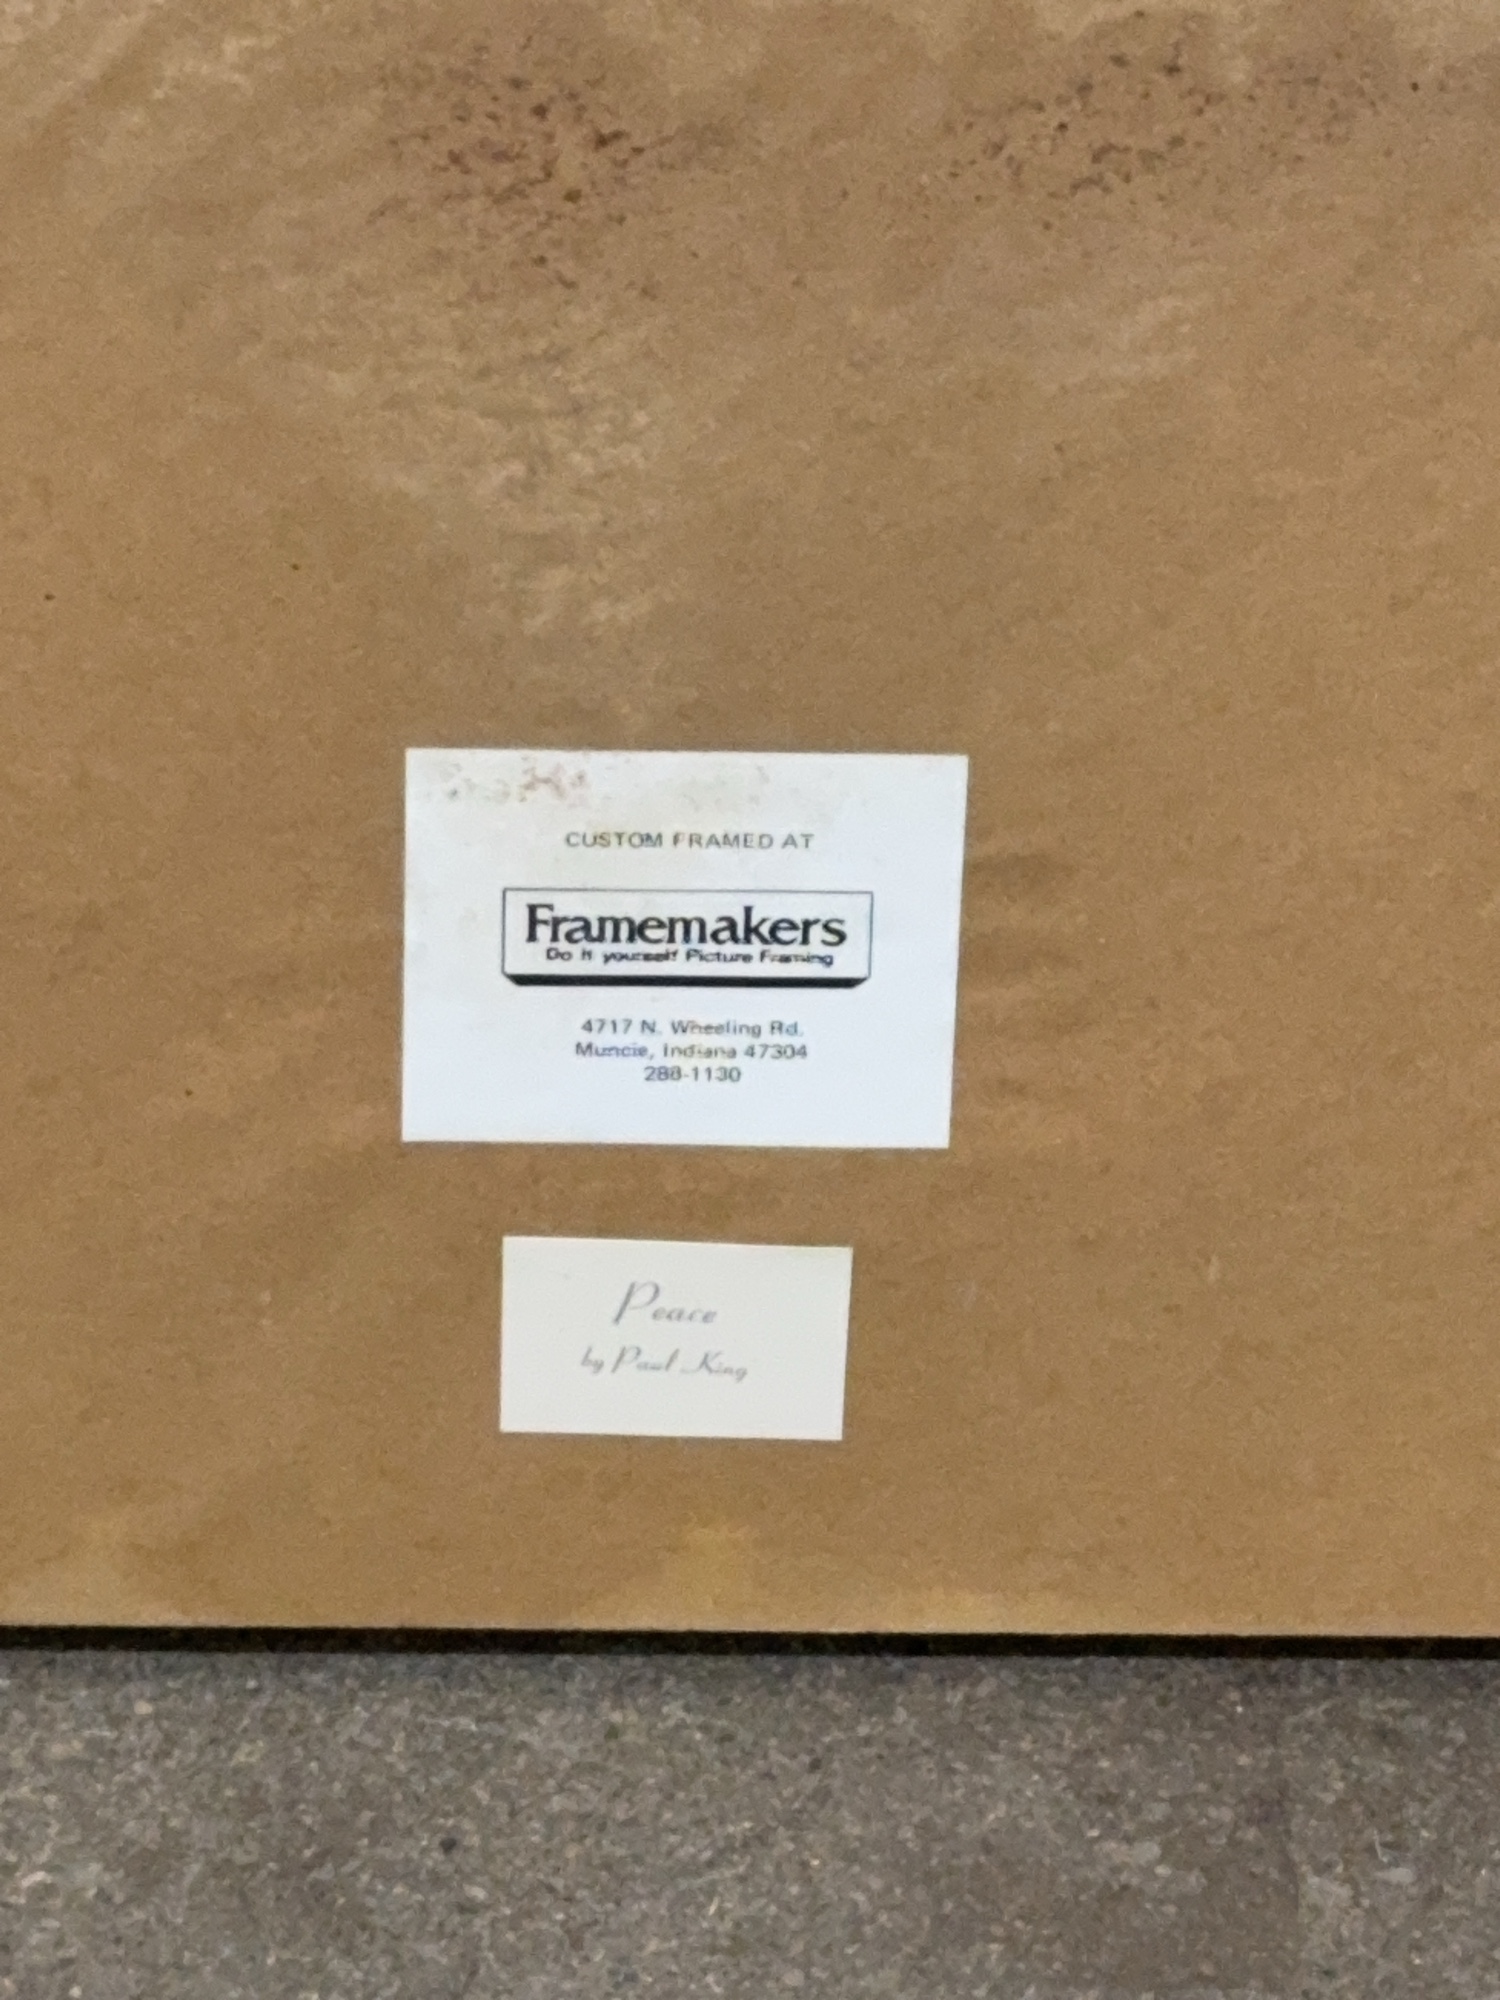 CUSTOM FRAMED AT
Framemakers
Do it yourself Picture Framing
4717 N. Wheeling Rd.
Muncie, Indiana 47304
288-1130
Peace
by Paul King